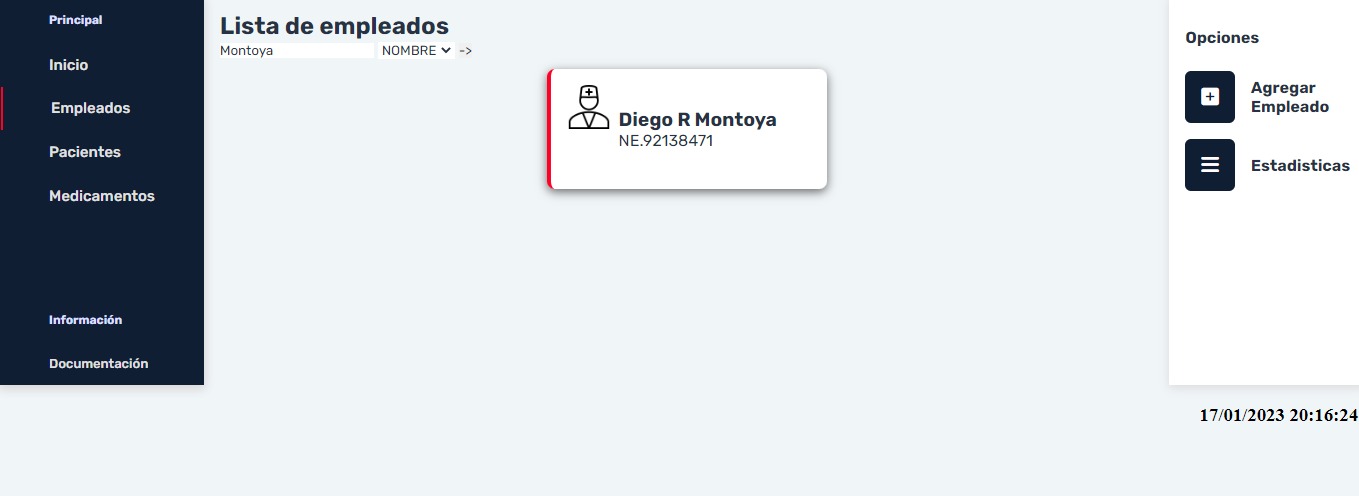 Principal
Inicio
Empleados
Pacientes
Medicamentos
Información
Documentación
Lista de empleados
Montoya NOMBRE ->
Diego R Montoya
NE.92138471
Opciones
Agregar
Empleado
Estadisticas
17/01/2023 20:16:24